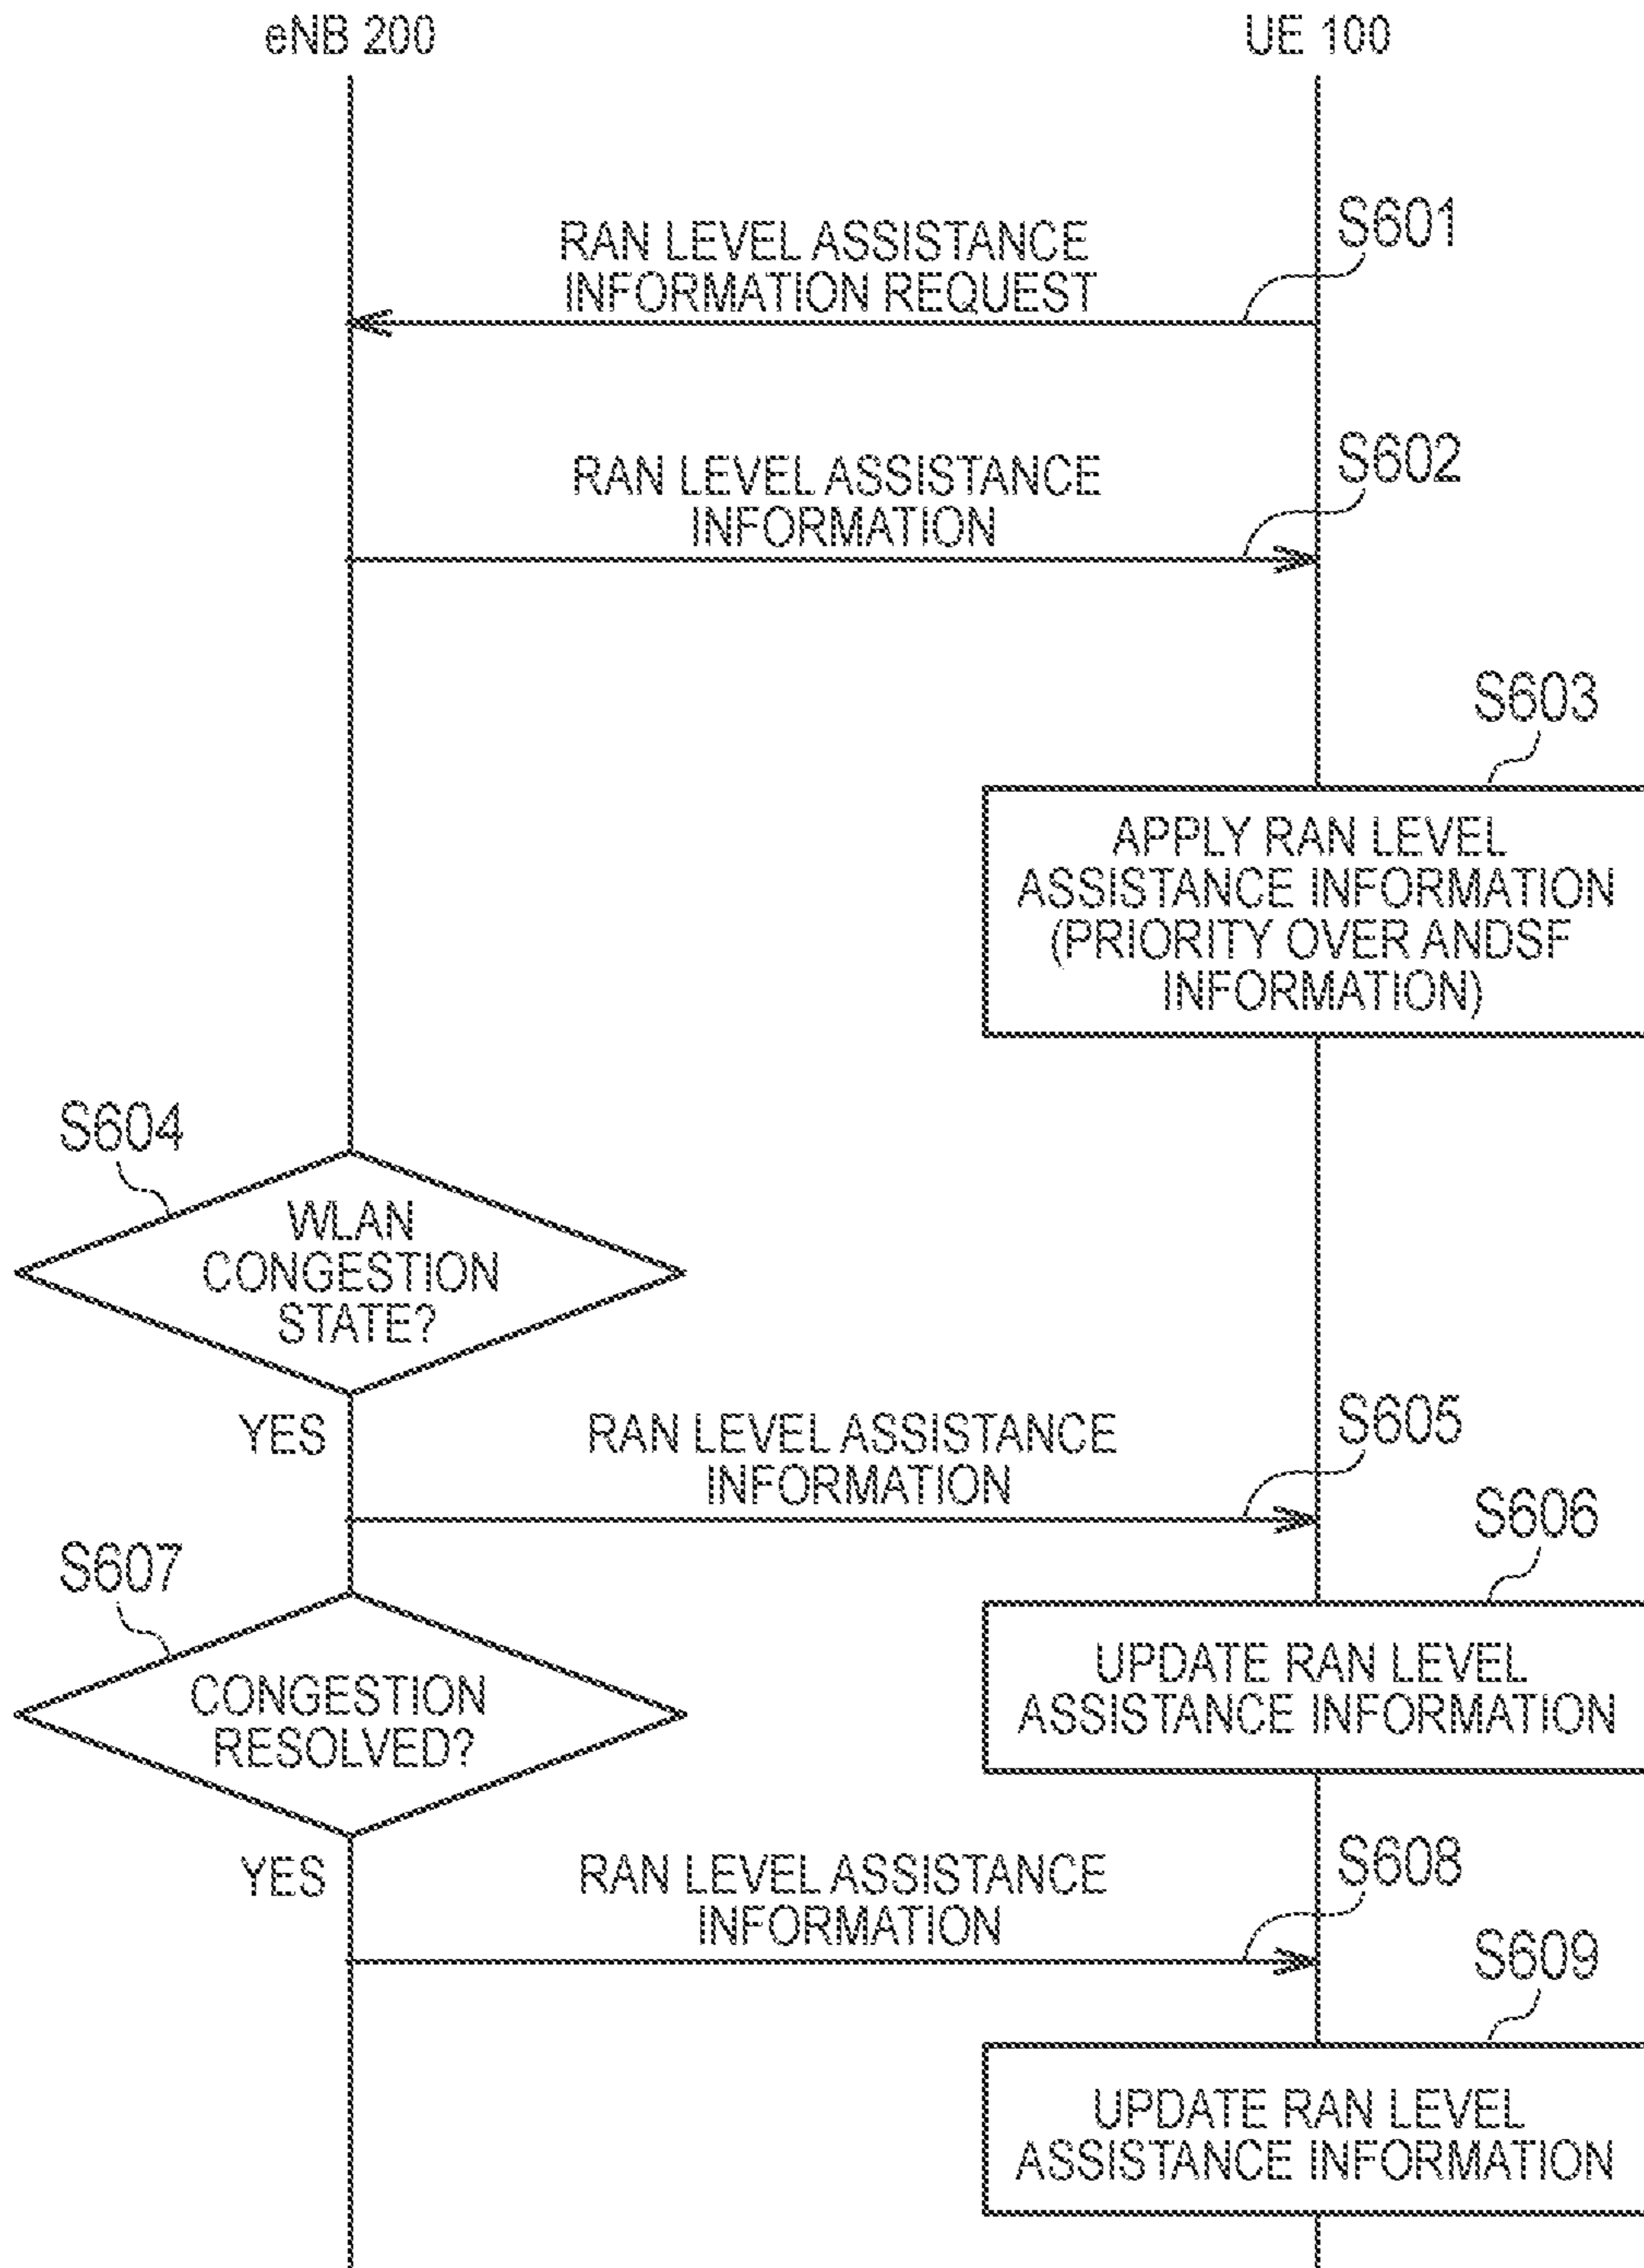 eNB 200
UE 100
S601
RAN LEVEL ASSISTANCE
INFORMATION REQUEST
S602
RAN LEVEL ASSISTANCE
INFORMATION
S603
APPLY RAN LEVEL
ASSISTANCE INFORMATION
(PRIORITY OVER ANDSF
INFORMATION)
S604
WLAN
CONGESTION
STATE?
YES
S605
RAN LEVEL ASSISTANCE
INFORMATION
S606
UPDATE RAN LEVEL
ASSISTANCE INFORMATION
S607
CONGESTION
RESOLVED?
YES
S608
RAN LEVEL ASSISTANCE
INFORMATION
S609
UPDATE RAN LEVEL
ASSISTANCE INFORMATION